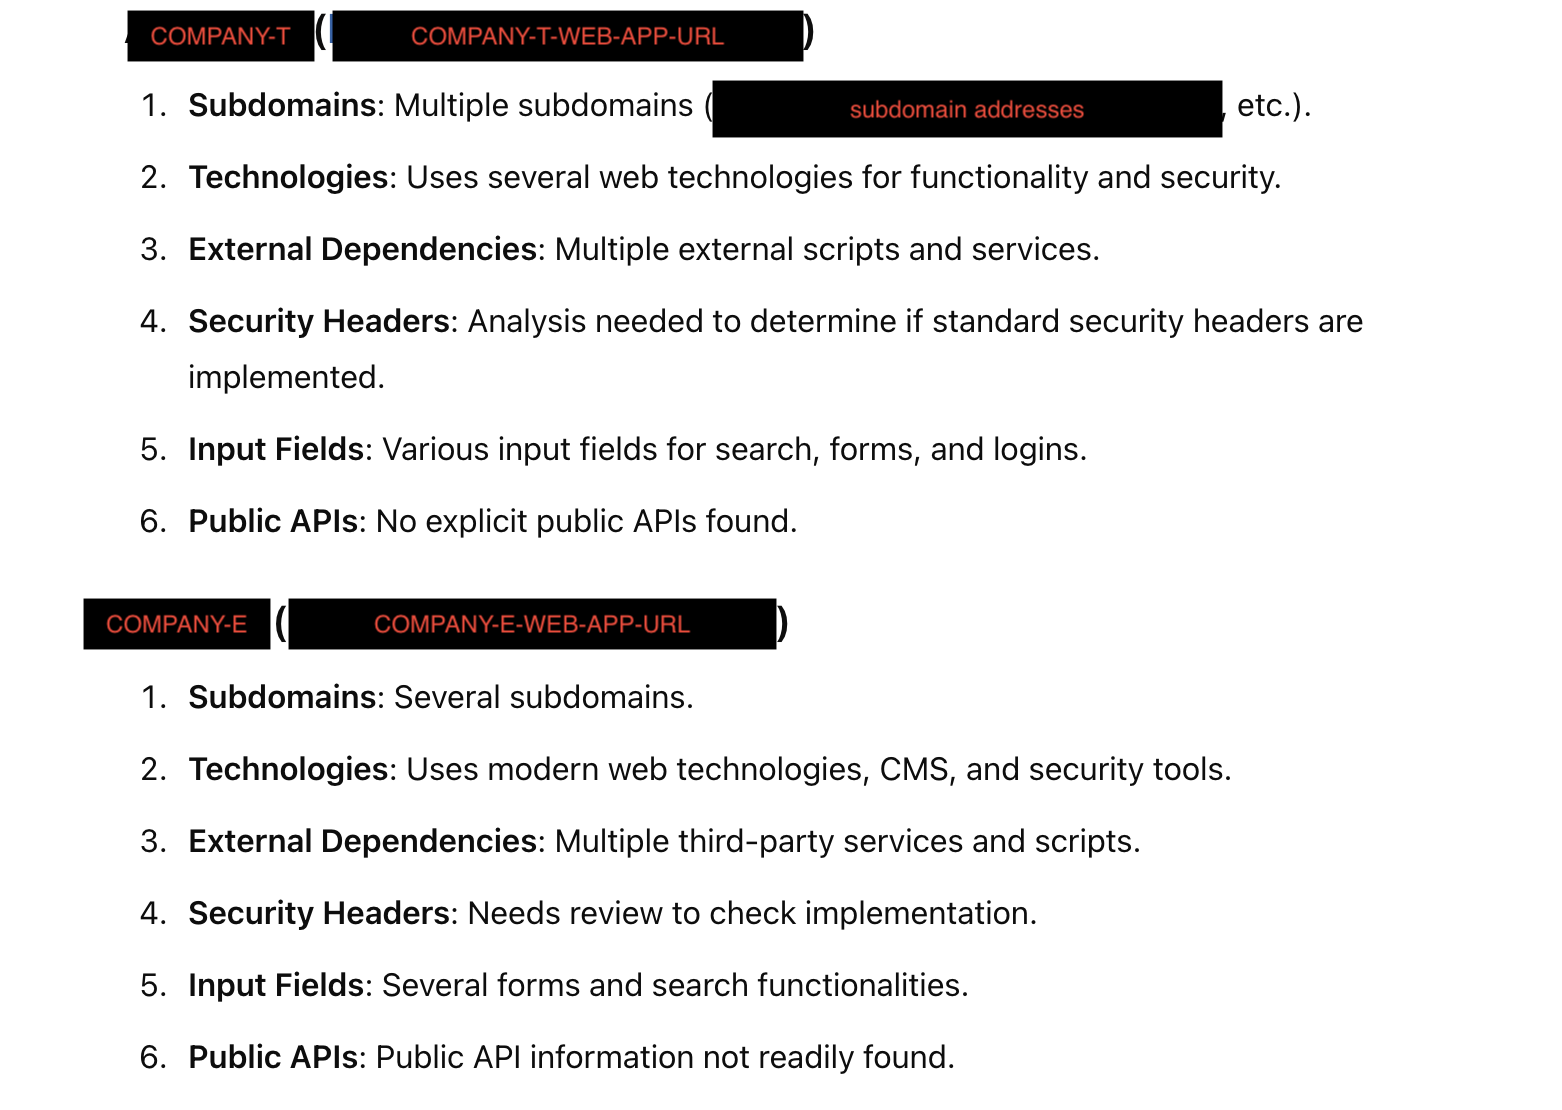 COMPANY-T ( COMPANY-T-WEB-APP-URL )
1. Subdomains: Multiple subdomains ( subdomain addresses , etc.).
2. Technologies: Uses several web technologies for functionality and security.
3. External Dependencies: Multiple external scripts and services.
4. Security Headers: Analysis needed to determine if standard security headers are
implemented.
5. Input Fields: Various input fields for search, forms, and logins.
6. Public APIs: No explicit public APIs found.
COMPANY-E ( COMPANY-E-WEB-APP-URL )
1. Subdomains: Several subdomains.
2. Technologies: Uses modern web technologies, CMS, and security tools.
3. External Dependencies: Multiple third-party services and scripts.
4. Security Headers: Needs review to check implementation.
5. Input Fields: Several forms and search functionalities.
6. Public APIs: Public API information not readily found.